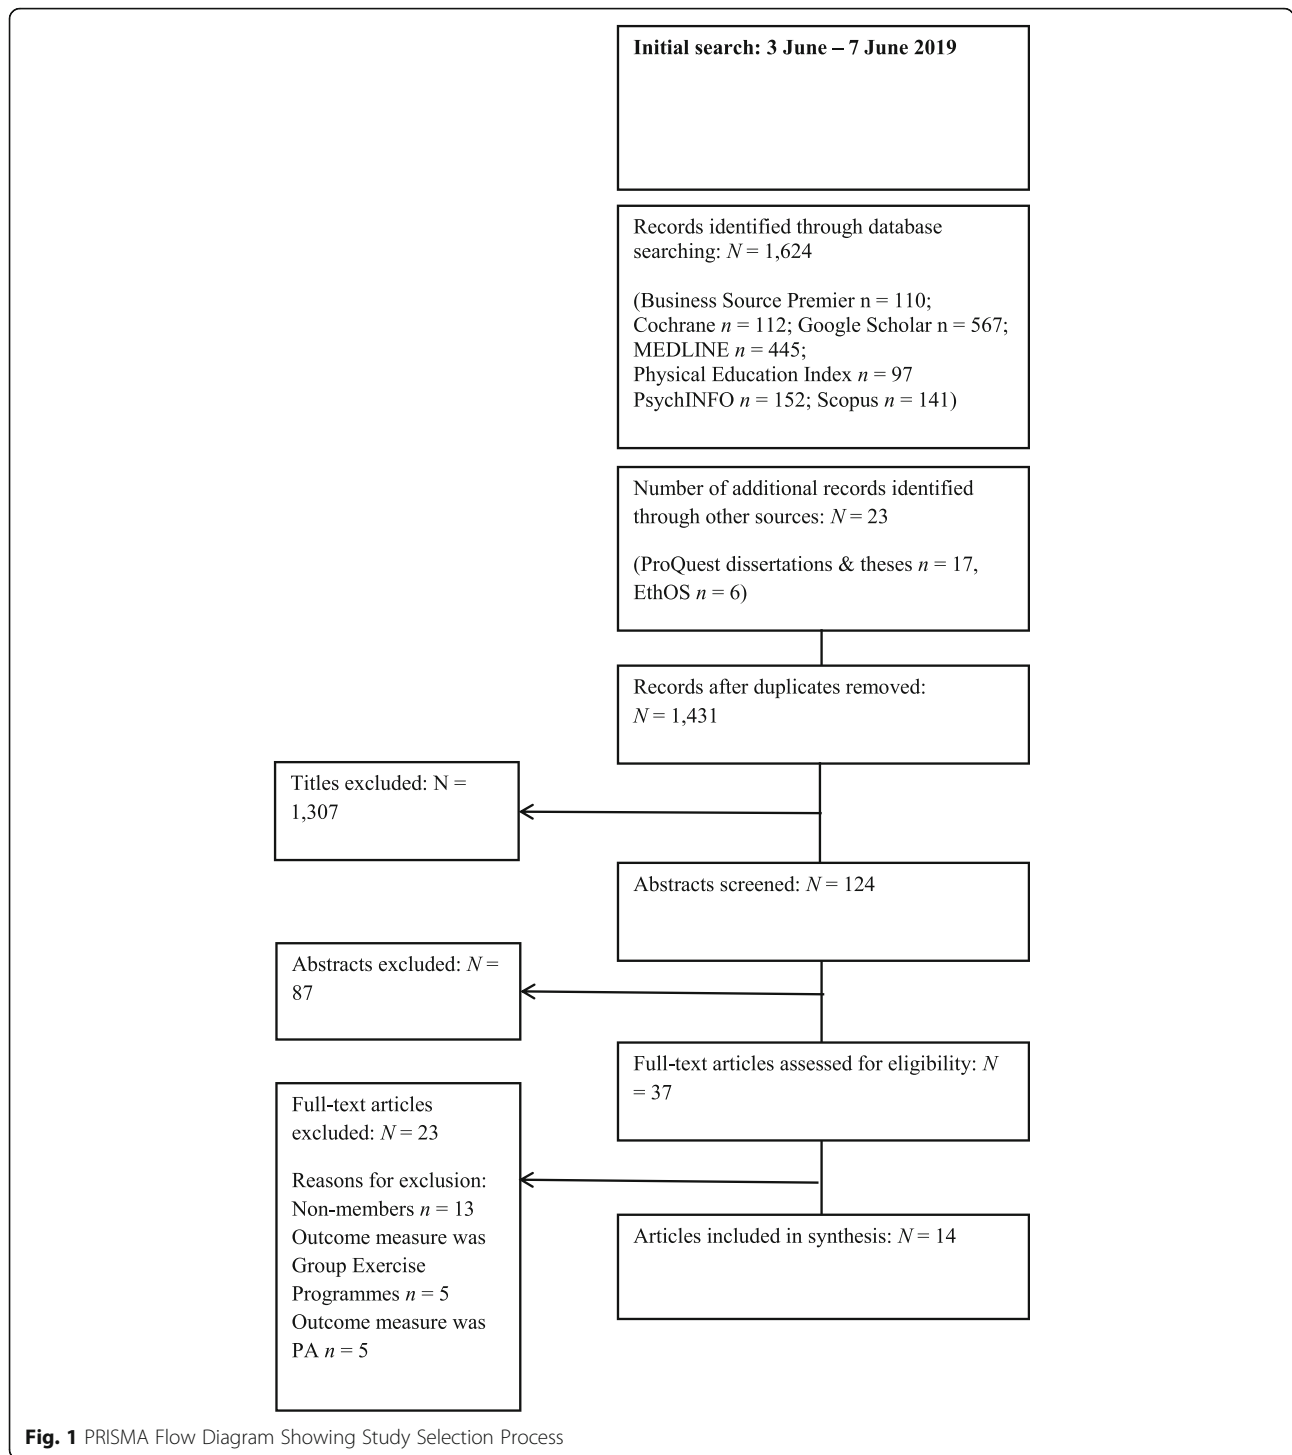 Initial search: 3 June – 7 June 2019
Records identified through database
searching: N = 1,624
(Business Source Premier n = 110;
Cochrane n = 112; Google Scholar n = 567;
MEDLINE n = 445;
Physical Education Index n = 97
PsychINFO n = 152; Scopus n = 141)
Number of additional records identified
through other sources: N = 23
(ProQuest dissertations & theses n = 17,
EthOS n = 6)
Records after duplicates removed:
N = 1,431
Titles excluded: N =
1,307
Abstracts screened: N = 124
Abstracts excluded: N =
87
Full-text articles assessed for eligibility: N
= 37
Full-text articles
excluded: N = 23
Reasons for exclusion:
Non-members n = 13
Outcome measure was
Group Exercise
Programmes n = 5
Outcome measure was
PA n = 5
Articles included in synthesis: N = 14
Fig. 1 PRISMA Flow Diagram Showing Study Selection Process